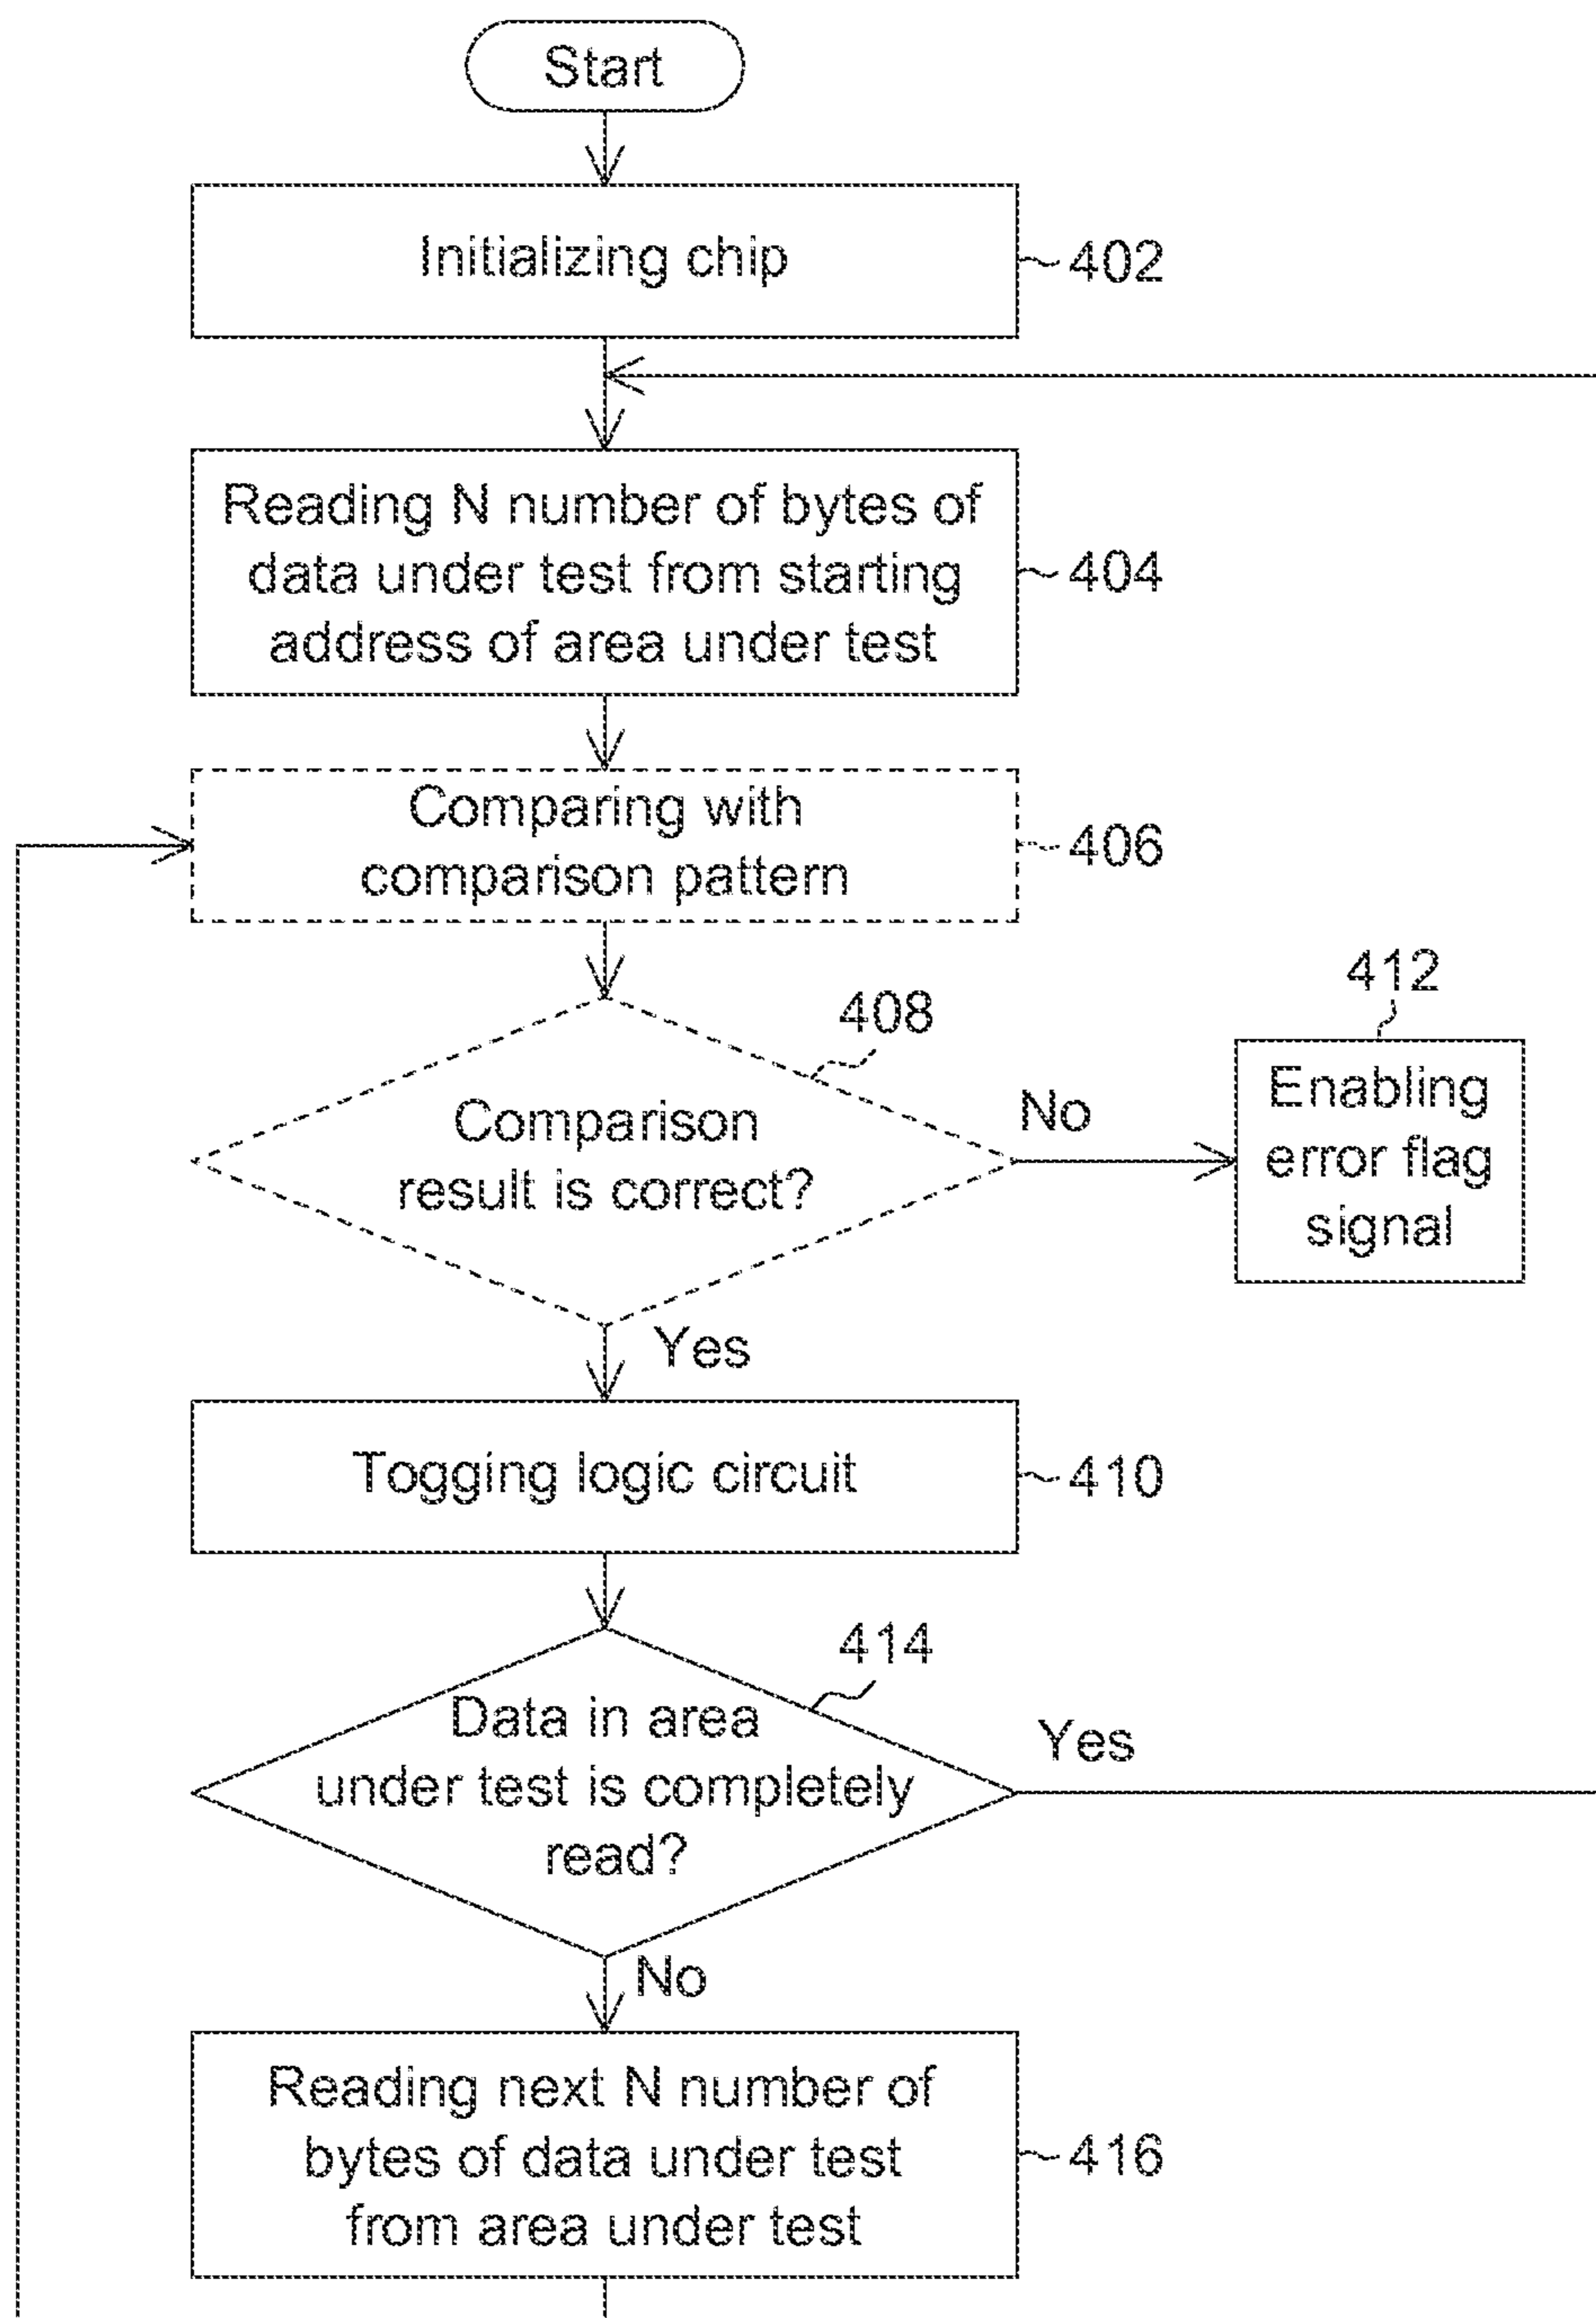 Start
Initializing chip
402
Reading N number of bytes of
data under test from starting
address of area under test
404
Comparing with
comparison pattern
406
408
Comparison
result is correct?
No
412
Enabling
error flag
signal
Yes
Togging logic circuit
410
414
Data in area
under test is completely
read?
Yes
No
Reading next N number of
bytes of data under test
from area under test
416